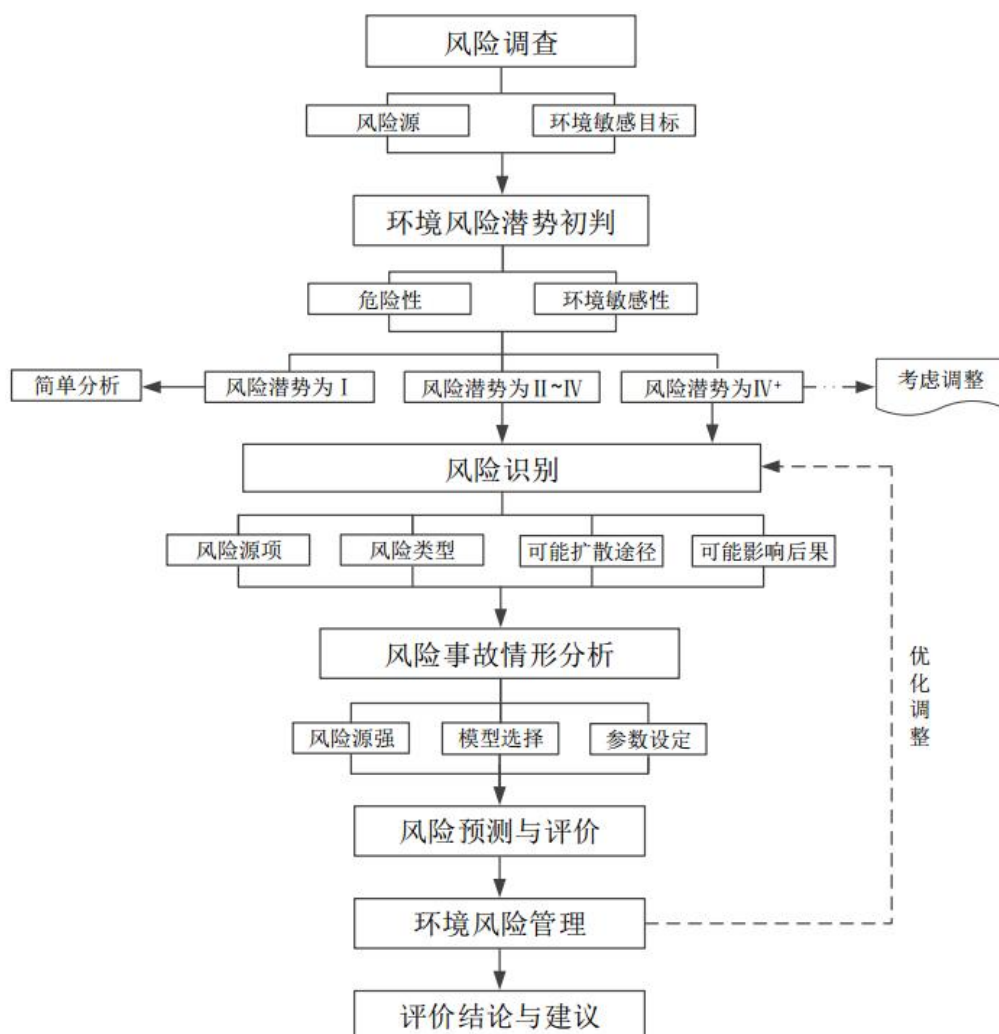 风险调查
风险源
环境敏感目标
环境风险潜势初判
危险性
环境敏感性
简单分析
风险潜势为Ⅰ
风险潜势为Ⅱ~Ⅳ
风险潜势为Ⅳ⁺
考虑调整
风险识别
风险源项
风险类型
可能扩散途径
可能影响后果
风险事故情形分析
风险源强
模型选择
参数设定
优化调整
风险预测与评价
环境风险管理
评价结论与建议